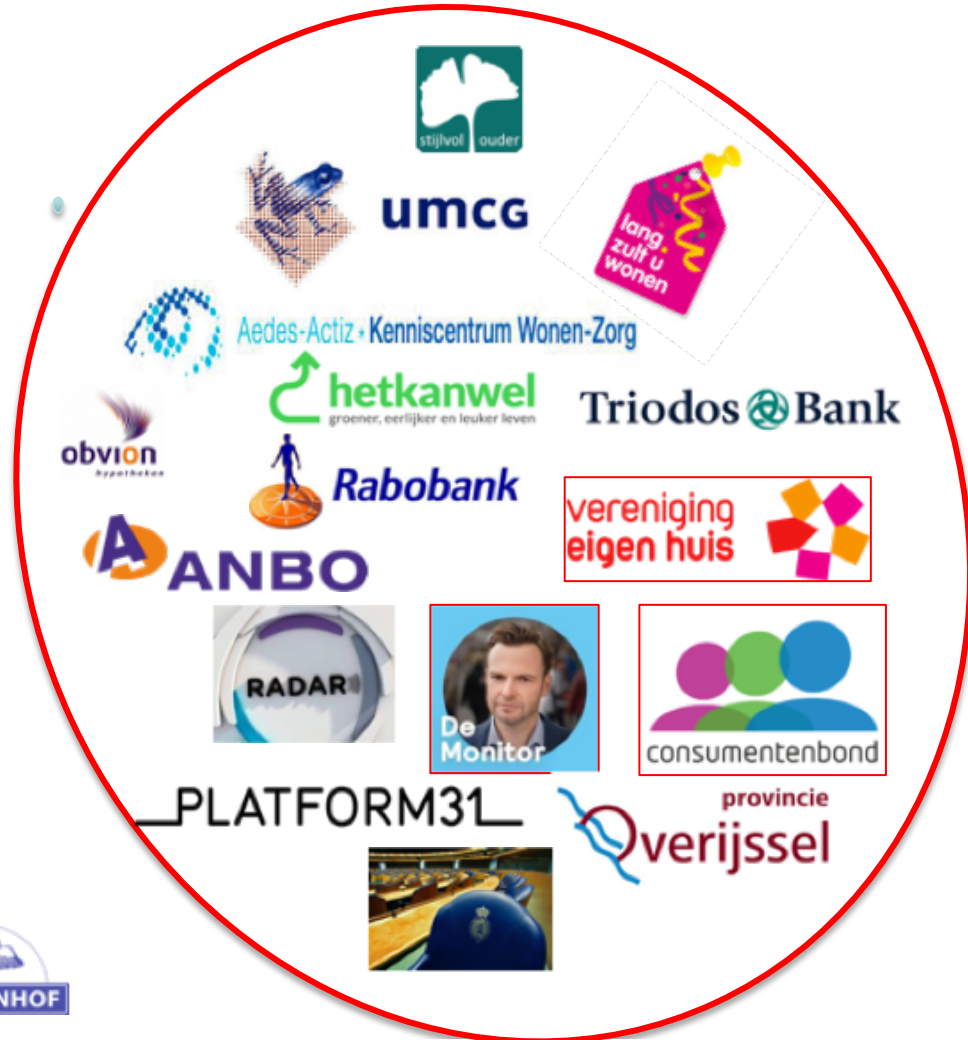 stijlvol ouder
umcg
lang
zult u
wonen
Aedes-Actiz Kenniscentrum Wonen-Zorg
hetkanwel
groener, eerlijker en leuker leven
Triodos Bank
obvion
hypotheken
Rabobank
vereniging
eigen huis
A ANBO
RADAR
De
Monitor
consumentenbond
PLATFORM31
provincie
Overijssel
NHOF